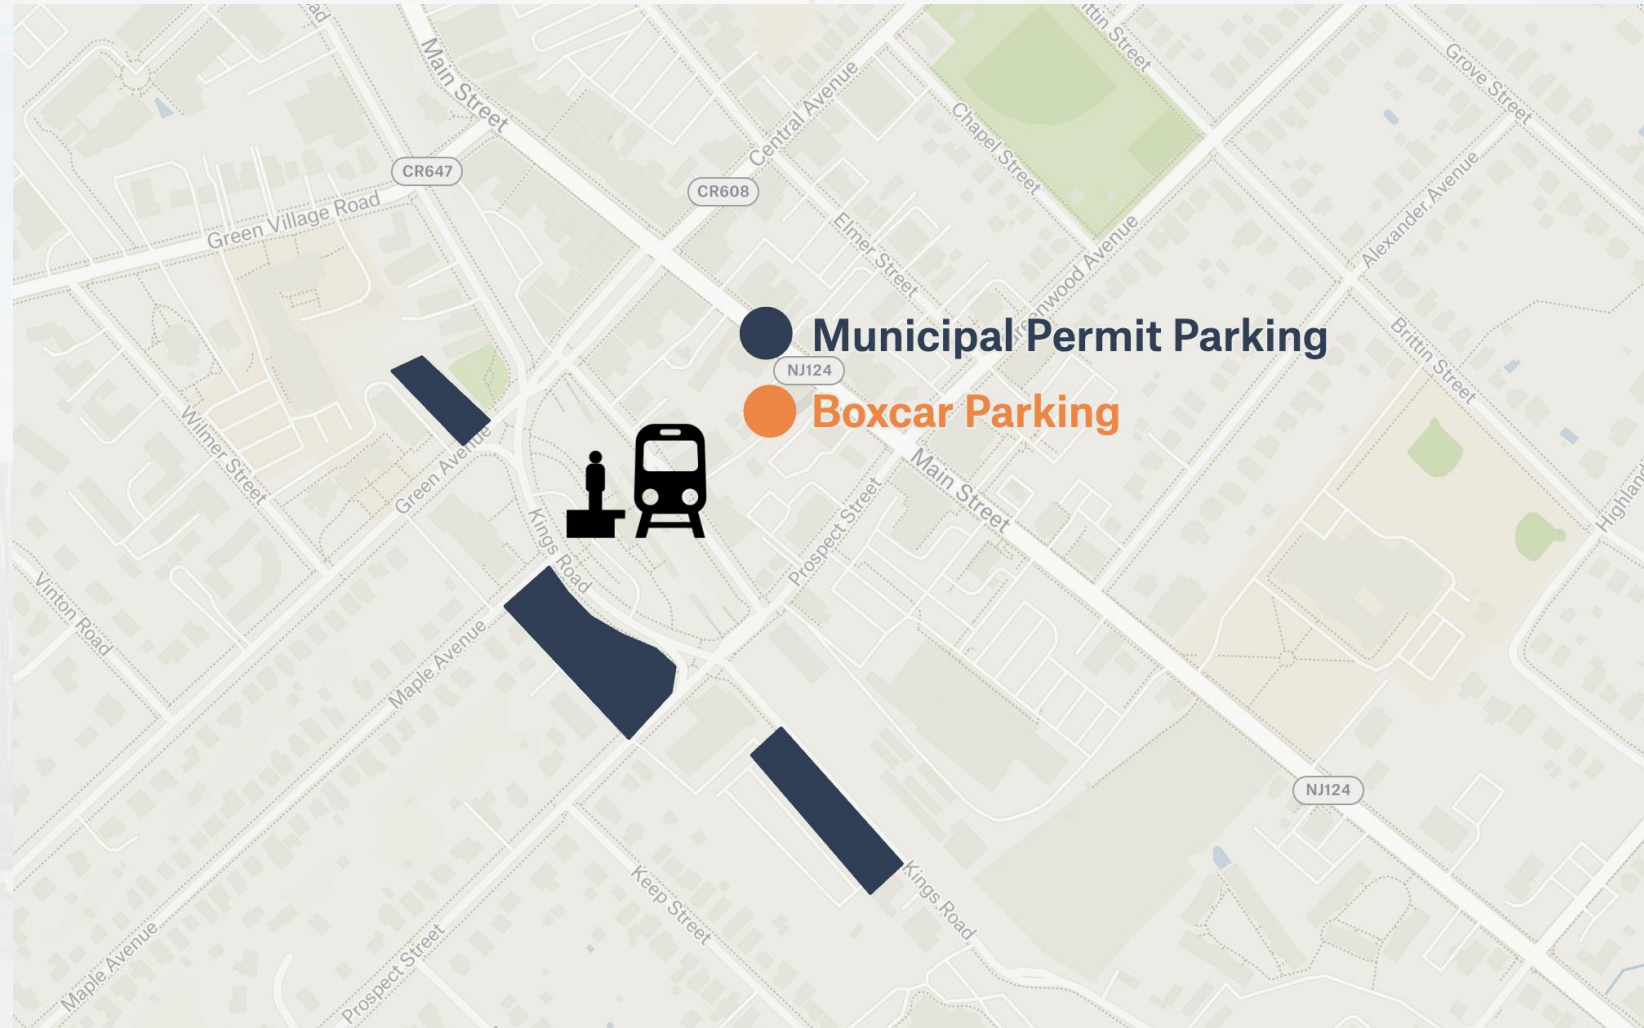 Main Street
Brittin Street
Grove Street
Central Avenue
Chapel Street
CR647
CR608
Green Village Road
Elmer Street
Alexander Avenue
Municipal Permit Parking
NJ124
Brittin Street
Boxcar Parking
Wilmer Street
Green Avenue
Main Street
Kings Road
Prospect Street
Vinton Road
Maple Avenue
NJ124
Kings Road
Keep Street
Maple Avenue
Prospect Street